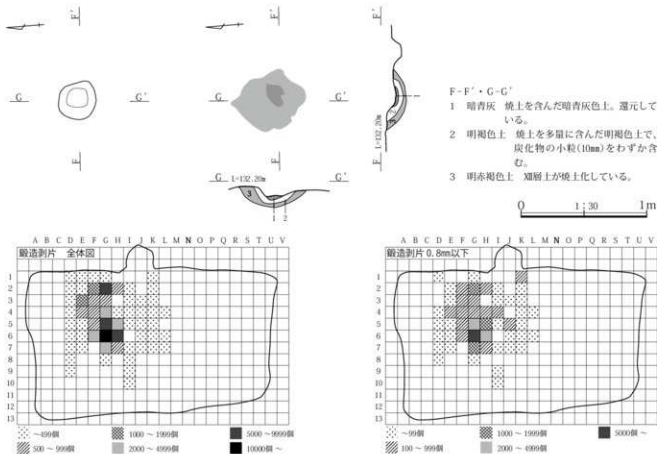 F'
F'
G
G'
G
G'
F
F
L=132.20m
L=132.20m
F'
F
1
2
3
3
1 2
F-F'・G-G'
1 暗青灰 焼土を含んだ暗青灰色土。還元して
いる。
2 明褐色土 焼土を多量に含んだ明褐色土で、
炭化物の小粒(10mm)をわずか含
む。
3 明赤褐色土 Ⅻ層土が焼土化している。
0 1:30 1m
A B C D E F G H I J K L M N O P Q R S T U V
鍛造剥片 全体図
1
2
3
4
5
6
7
8
9
10
11
12
13
～499個
1000～1999個
5000～9999個
500～999個
2000～4999個
10000個～
A B C D E F G H I J K L M N O P Q R S T U V
鍛造剥片 0.8mm以下
1
2
3
4
5
6
7
8
9
10
11
12
13
～99個
1000～1999個
5000個～
100～999個
2000～4999個